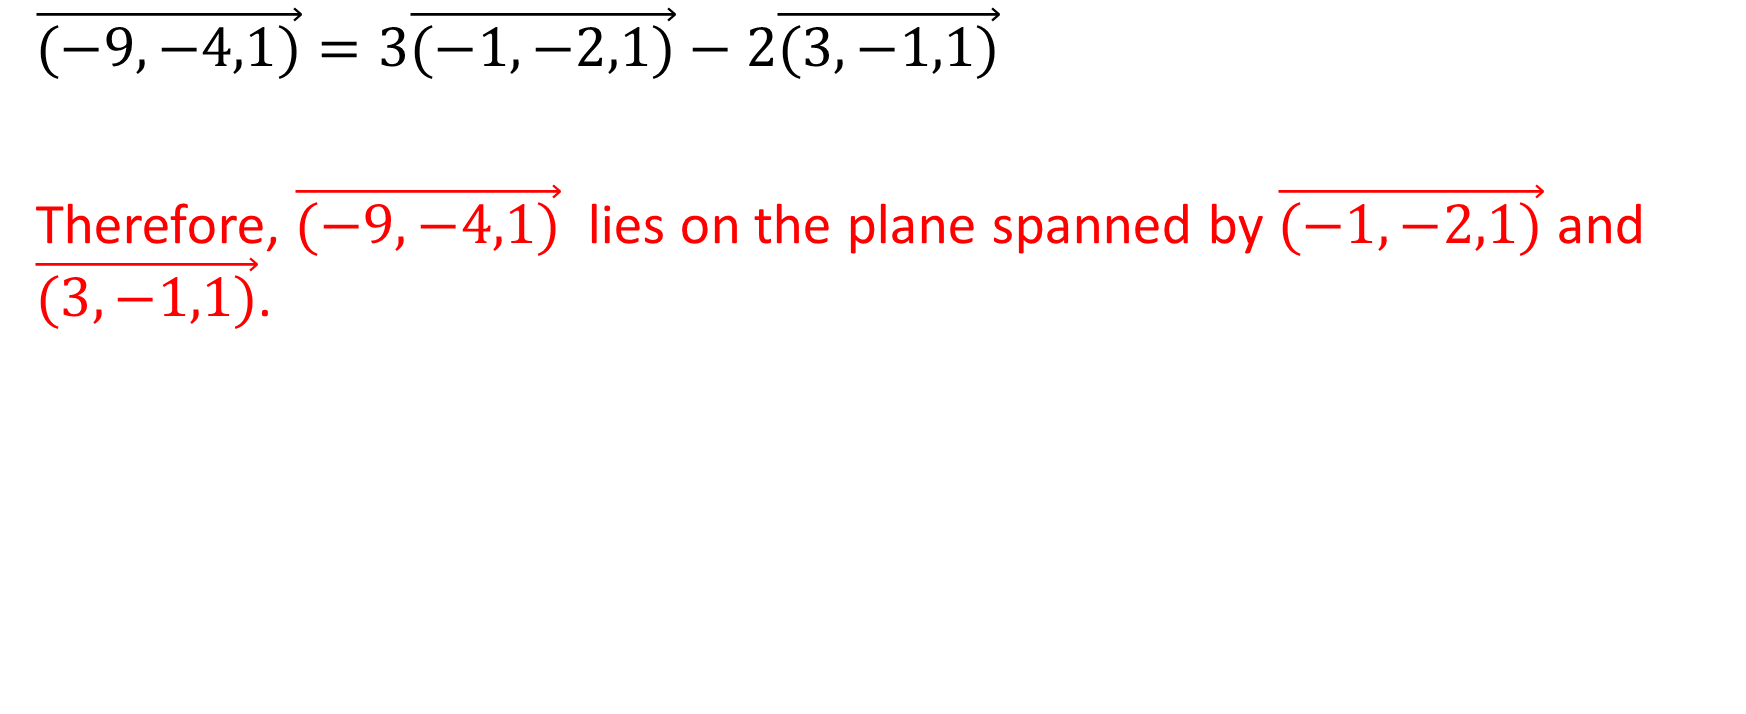 (−9, −4,1) = 3(−1, −2,1) − 2(3, −1,1)
Therefore, (−9, −4,1) lies on the plane spanned by (−1, −2,1) and
(3, −1,1).